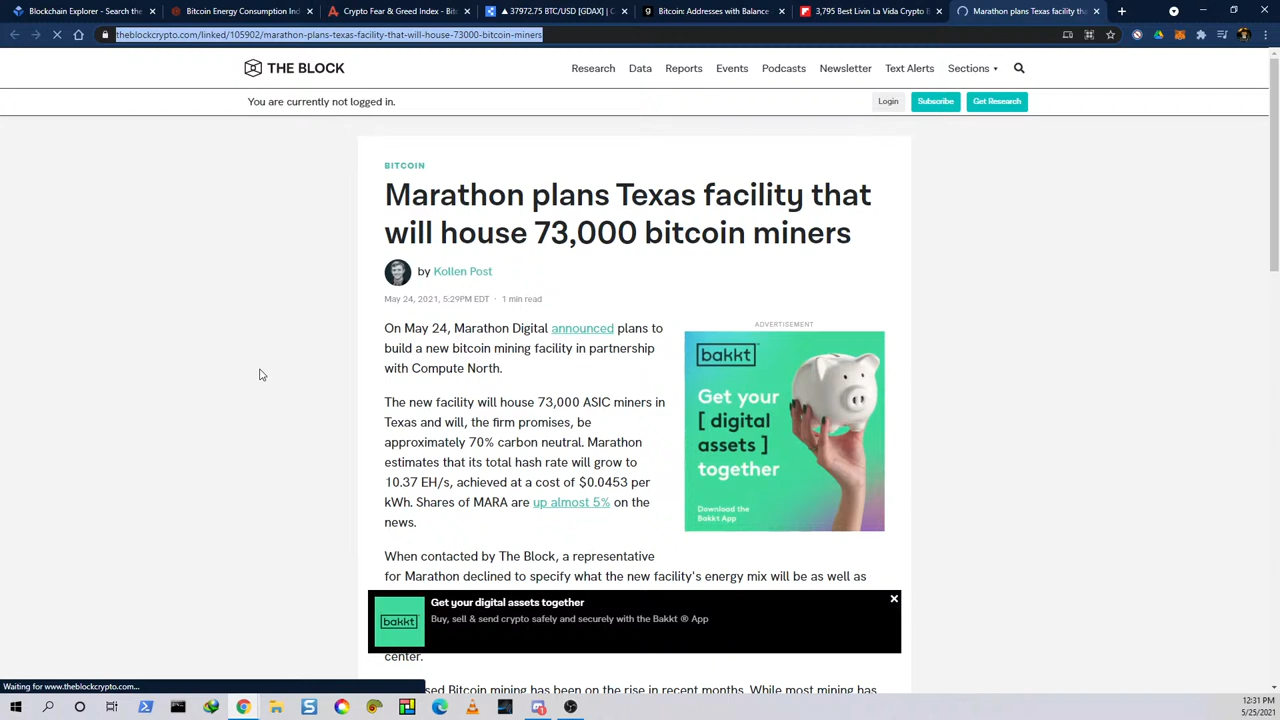 Blockchain Explorer - Search the
Bitcoin Energy Consumption Ind
Crypto Trade Desk - Bitcoin
▲ 37972.75 BTC/USD [GDAX] | C
Bitcoin Addresses with Balance
3,795 Best Livin La Vida Crypto
Marathon plans Texas facility tha
theblockcrypto.com/linked/105902/marathon-plans-texas-facility-that-will-house-73000-bitcoin-miners
THE BLOCK
Research Data Reports Events Podcasts Newsletter Text Alerts Sections
You are currently not logged in.
Login Subscribe Get Research
BITCOIN
Marathon plans Texas facility that
will house 73,000 bitcoin miners
by Kollen Post
May 24, 2021, 5:29PM EDT · 1 min read
On May 24, Marathon Digital announced plans to
build a new bitcoin mining facility in partnership
with Compute North.
The new facility will house 73,000 ASIC miners in
Texas and will, the firm promises, be
approximately 70% carbon neutral. Marathon
estimates that its total hash rate will grow to
10.37 EH/s, achieved at a cost of $0.0453 per
kWh. Shares of MARA are up almost 5% on the
news.
ADVERTISEMENT
bakkt
Get your
[ digital
assets ]
together
Download the
Bakkt App
When contacted by The Block, a representative
for Marathon declined to specify what the new facility's energy mix will be as well as
Get your digital assets together
bakkt
Buy, sell & send crypto safely and securely with the Bakkt ® App
center.
sed Bitcoin mining has been on the rise in recent months. While most mining has
Waiting for www.theblockcrypto.com...
12:31 PM
5/25/2021